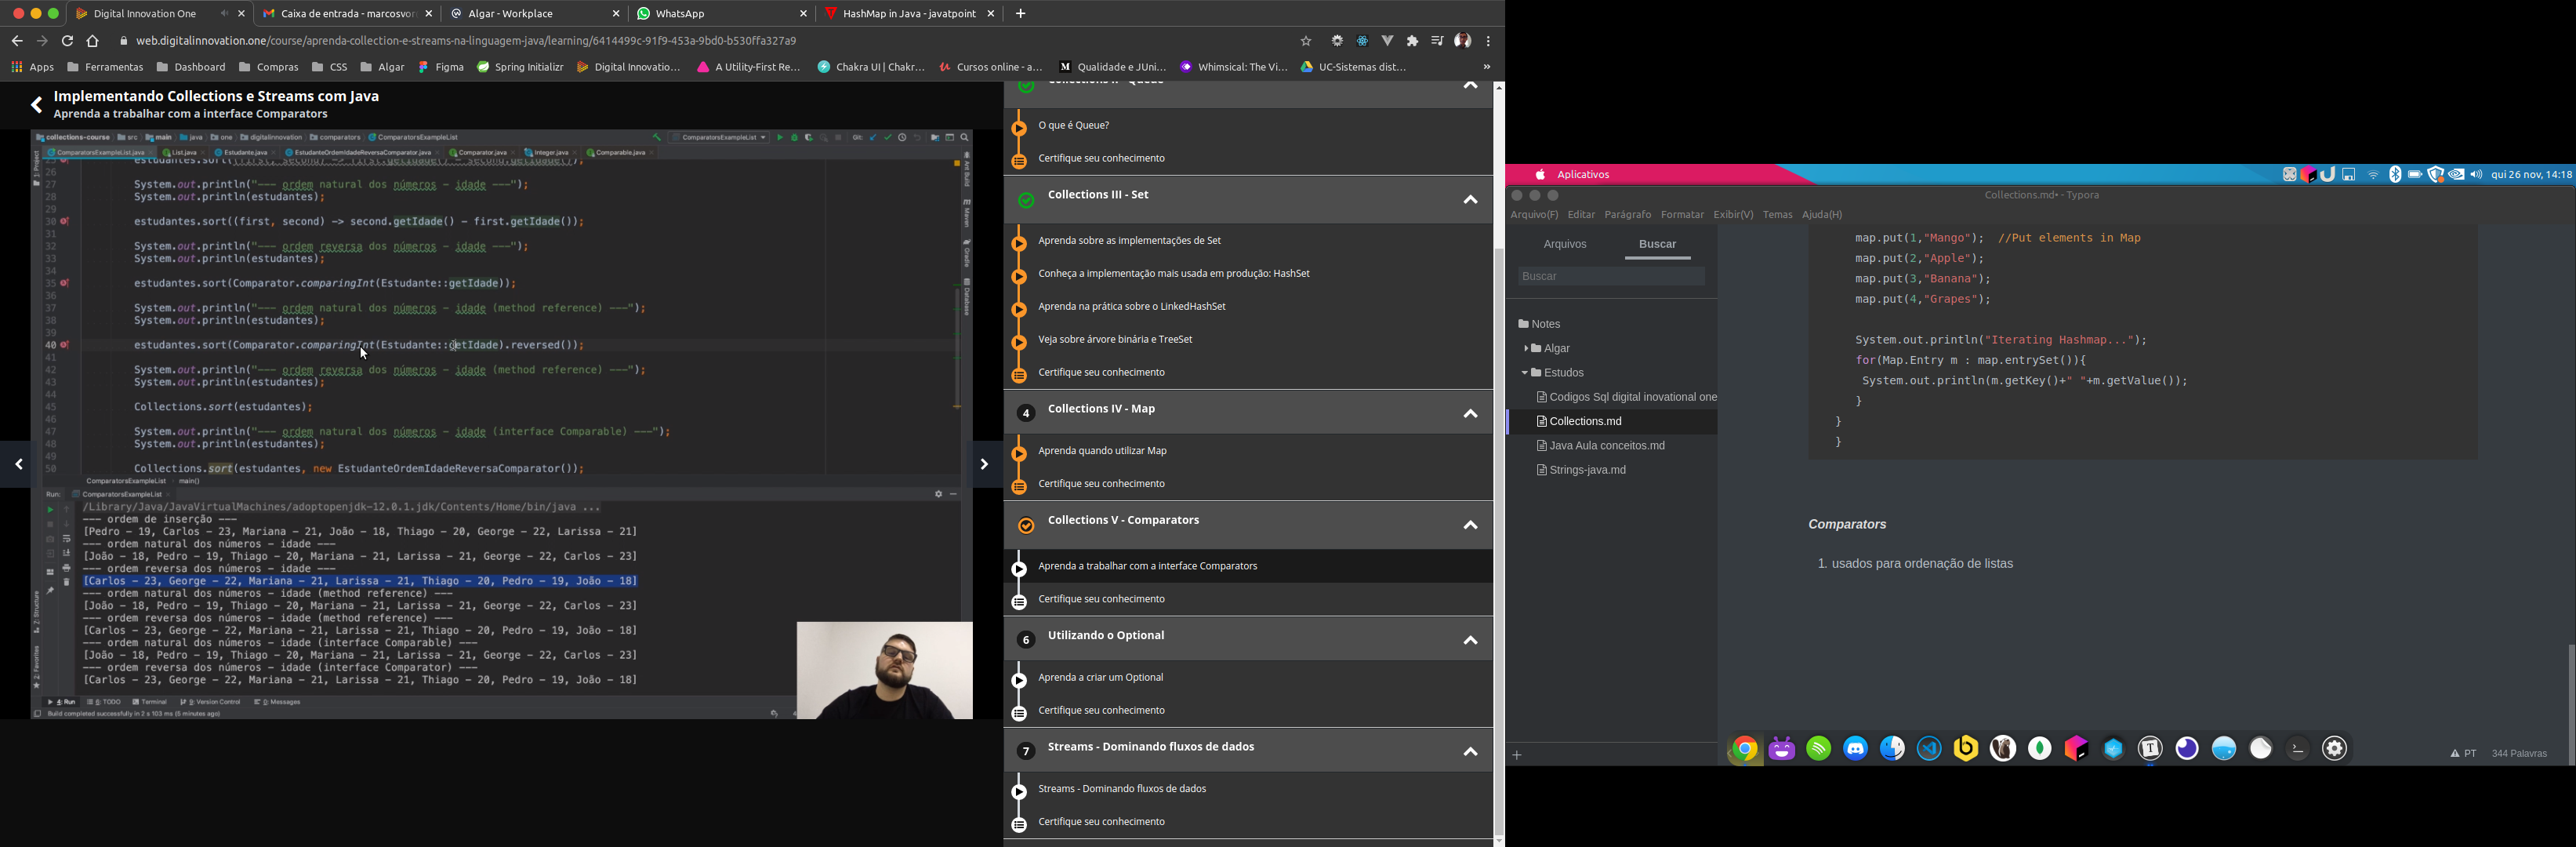 Digital Innovation One
Caixa de entrada - marcosvor
Algar - Workplace
WhatsApp
HashMap in Java - javatpoint
web.digitalinnovation.one/course/aprenda-collection-e-streams-na-linguagem-java/learning/6414499c-91f9-453a-9bd0-b530ffa327a9
Apps
Ferramentas
Dashboard
Compras
CSS
Algar
Figma
Spring Initializr
Digital Innovatio...
A Utility-First Re...
Chakra UI | Chakr...
Cursos online - a...
Qualidade e JUni...
Whimsical: The Vi...
UC-Sistemas dist...
»
Implementando Collections e Streams com Java
Aprenda a trabalhar com a interface Comparators
collections-course
src
main
java
one
digitalinnovation
comparators
ComparatorsExampleList
ComparatorsExampleList
Git:
ComparatorsExampleList.java
List.java
Estudante.java
EstudanteOrdemIdadeReversaComparator.java
Comparator.java
Integer.java
Comparable.java
25 estudantes.sort((first, second) -> first.getIdade() - second.getIdade());
26
27 System.out.println("--- ordem natural dos números - idade ---");
28 System.out.println(estudantes);
29
30 estudantes.sort((first, second) -> second.getIdade() - first.getIdade());
31
32 System.out.println("--- ordem reversa dos números - idade ---");
33 System.out.println(estudantes);
34
35 estudantes.sort(Comparator.comparingInt(Estudante::getIdade));
36
37 System.out.println("--- ordem natural dos números - idade (method reference) ---");
38 System.out.println(estudantes);
39
40 estudantes.sort(Comparator.comparingInt(Estudante::getIdade).reversed());
41
42 System.out.println("--- ordem reversa dos números - idade (method reference) ---");
43 System.out.println(estudantes);
44
45 Collections.sort(estudantes);
46
47 System.out.println("--- ordem natural dos números - idade (interface Comparable) ---");
48 System.out.println(estudantes);
49
50 Collections.sort(estudantes, new EstudanteOrdemIdadeReversaComparator());
ComparatorsExampleList
main()
1: Project
Ant Build
Maven
Gradle
Database
Z: Structure
2: Favorites
Run:
ComparatorsExampleList
/Library/Java/JavaVirtualMachines/adoptopenjdk-12.0.1.jdk/Contents/Home/bin/java ...
--- ordem de inserção ---
[Pedro - 19, Carlos - 23, Mariana - 21, João - 18, Thiago - 20, George - 22, Larissa - 21]
--- ordem natural dos números - idade ---
[João - 18, Pedro - 19, Thiago - 20, Mariana - 21, Larissa - 21, George - 22, Carlos - 23]
--- ordem reversa dos números - idade ---
[Carlos - 23, George - 22, Mariana - 21, Larissa - 21, Thiago - 20, Pedro - 19, João - 18]
--- ordem natural dos números - idade (method reference) ---
[João - 18, Pedro - 19, Thiago - 20, Mariana - 21, Larissa - 21, George - 22, Carlos - 23]
--- ordem reversa dos números - idade (method reference) ---
[Carlos - 23, George - 22, Mariana - 21, Larissa - 21, Thiago - 20, Pedro - 19, João - 18]
--- ordem natural dos números - idade (interface Comparable) ---
[João - 18, Pedro - 19, Thiago - 20, Mariana - 21, Larissa - 21, George - 22, Carlos - 23]
--- ordem reversa dos números - idade (interface Comparator) ---
[Carlos - 23, George - 22, Mariana - 21, Larissa - 21, Thiago - 20, Pedro - 19, João - 18]
4: Run
6: TODO
Terminal
9: Version Control
0: Messages
Build completed successfully in 2 s 103 ms (5 minutes ago)
Collections II - Queue
O que é Queue?
Certifique seu conhecimento
Collections III - Set
Aprenda sobre as implementações de Set
Conheça a implementação mais usada em produção: HashSet
Aprenda na prática sobre o LinkedHashSet
Veja sobre árvore binária e TreeSet
Certifique seu conhecimento
4 Collections IV - Map
Aprenda quando utilizar Map
Certifique seu conhecimento
Collections V - Comparators
Aprenda a trabalhar com a interface Comparators
Certifique seu conhecimento
6 Utilizando o Optional
Aprenda a criar um Optional
Certifique seu conhecimento
7 Streams - Dominando fluxos de dados
Streams - Dominando fluxos de dados
Certifique seu conhecimento
Aplicativos
qui 26 nov, 14:18
Collections.md• - Typora
Arquivo(F) Editar Parágrafo Formatar Exibir(V) Temas Ajuda(H)
Arquivos
Buscar
Buscar
Notes
Algar
Estudos
Codigos Sql digital inovational one
Collections.md
Java Aula conceitos.md
Strings-java.md
map.put(1,"Mango"); //Put elements in Map
map.put(2,"Apple");
map.put(3,"Banana");
map.put(4,"Grapes");
System.out.println("Iterating Hashmap...");
for(Map.Entry m : map.entrySet()){
System.out.println(m.getKey()+" "+m.getValue());
}
}
}
Comparators
1. usados para ordenação de listas
+
PT
344 Palavras